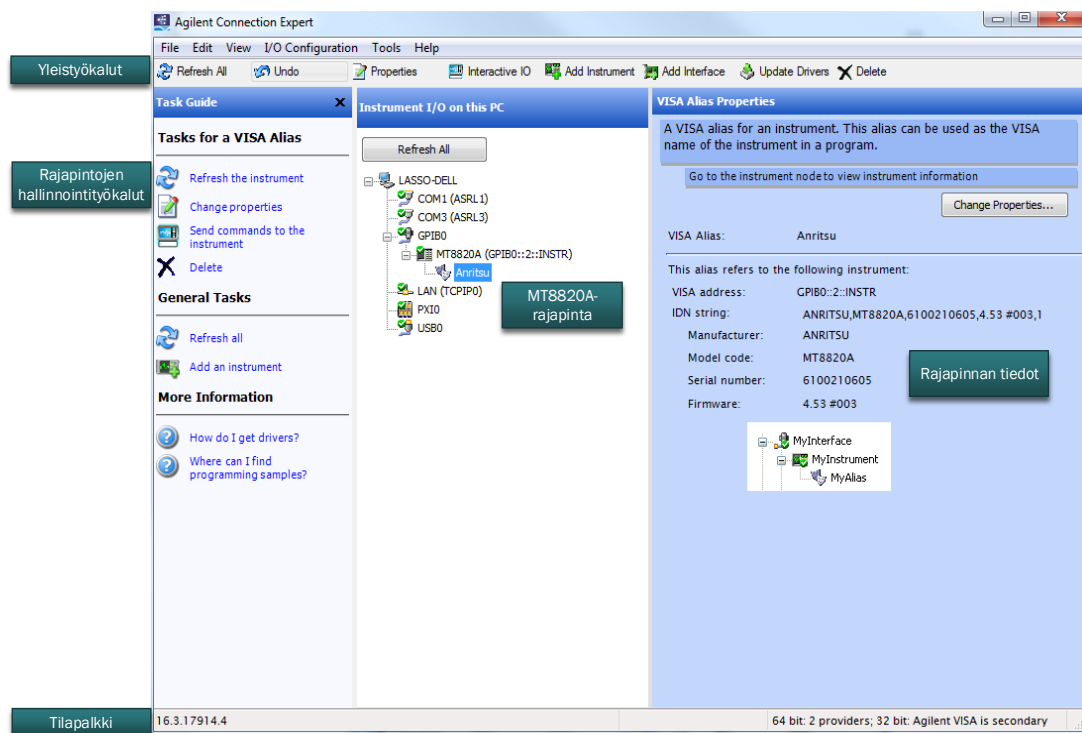 Agilent Connection Expert
File Edit View I/O Configuration Tools Help
Yleistyökalut
Refresh All Undo Properties Interactive IO Add Instrument Add Interface Update Drivers Delete
Task Guide
Tasks for a VISA Alias
Rajapintojen
hallinnointityökalut
Refresh the instrument
Change properties
Send commands to the
instrument
Delete
General Tasks
Refresh all
Add an instrument
More Information
How do I get drivers?
Where can I find
programming samples?
Instrument I/O on this PC
Refresh All
LASSO-DELL
COM1 (ASRL1)
COM3 (ASRL3)
GPIB0
MT8820A (GPIB0::2::INSTR)
Anritsu
LAN (TCPIP0)
PXI0
USB0
MT8820A-
rajapinta
VISA Alias Properties
A VISA alias for an instrument. This alias can be used as the VISA
name of the instrument in a program.
Go to the instrument node to view instrument information
Change Properties...
VISA Alias: Anritsu
This alias refers to the following instrument:
VISA address: GPIB0::2::INSTR
IDN string: ANRITSU,MT8820A,6100210605,4.53 #003,1
Manufacturer: ANRITSU
Model code: MT8820A
Serial number: 6100210605
Firmware: 4.53 #003
Rajapinnan tiedot
MyInterface
MyInstrument
MyAlias
Tilapalkki
16.3.17914.4
64 bit: 2 providers; 32 bit: Agilent VISA is secondary